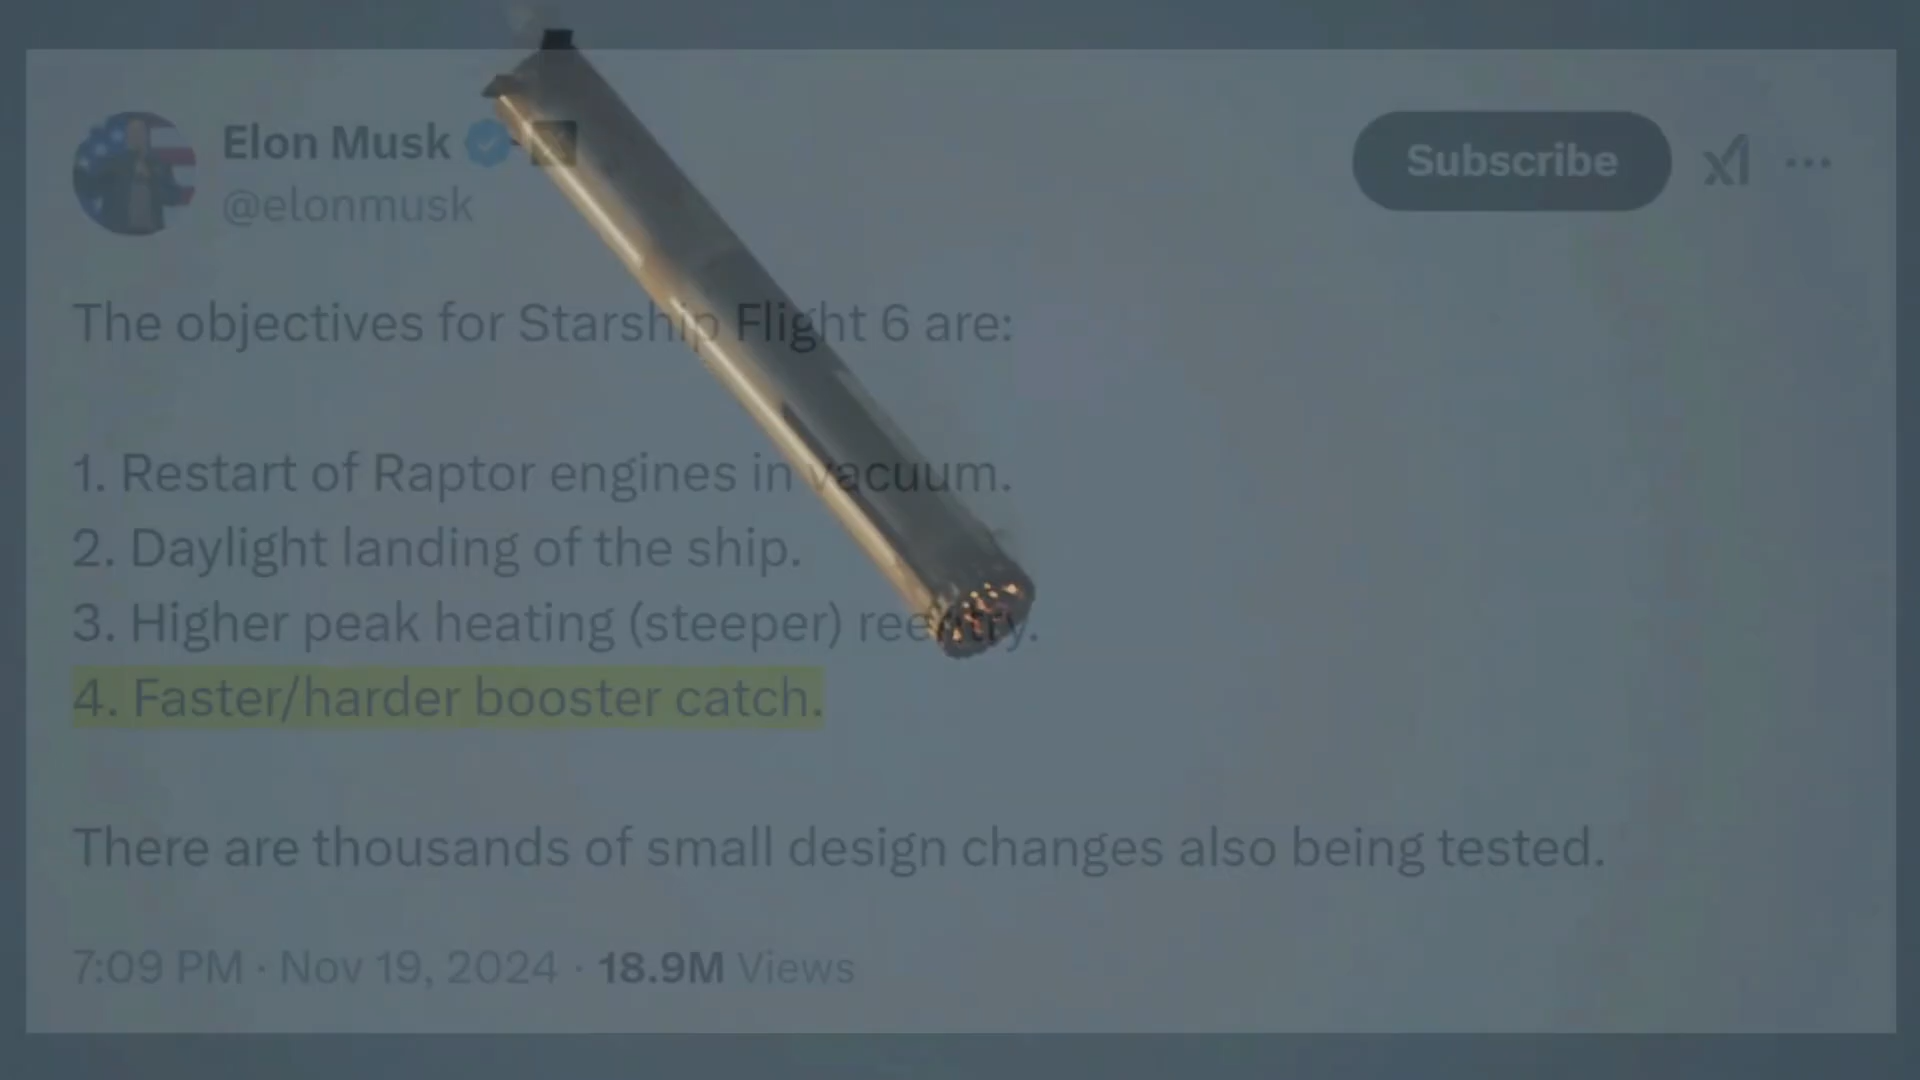 Elon Musk
@elonmusk
Subscribe
The objectives for Starship Flight 6 are:
1. Restart of Raptor engines in vacuum.
2. Daylight landing of the ship.
3. Higher peak heating (steeper) reentry.
4. Faster/harder booster catch.
There are thousands of small design changes also being tested.
7:09 PM · Nov 19, 2024 · 18.9M Views